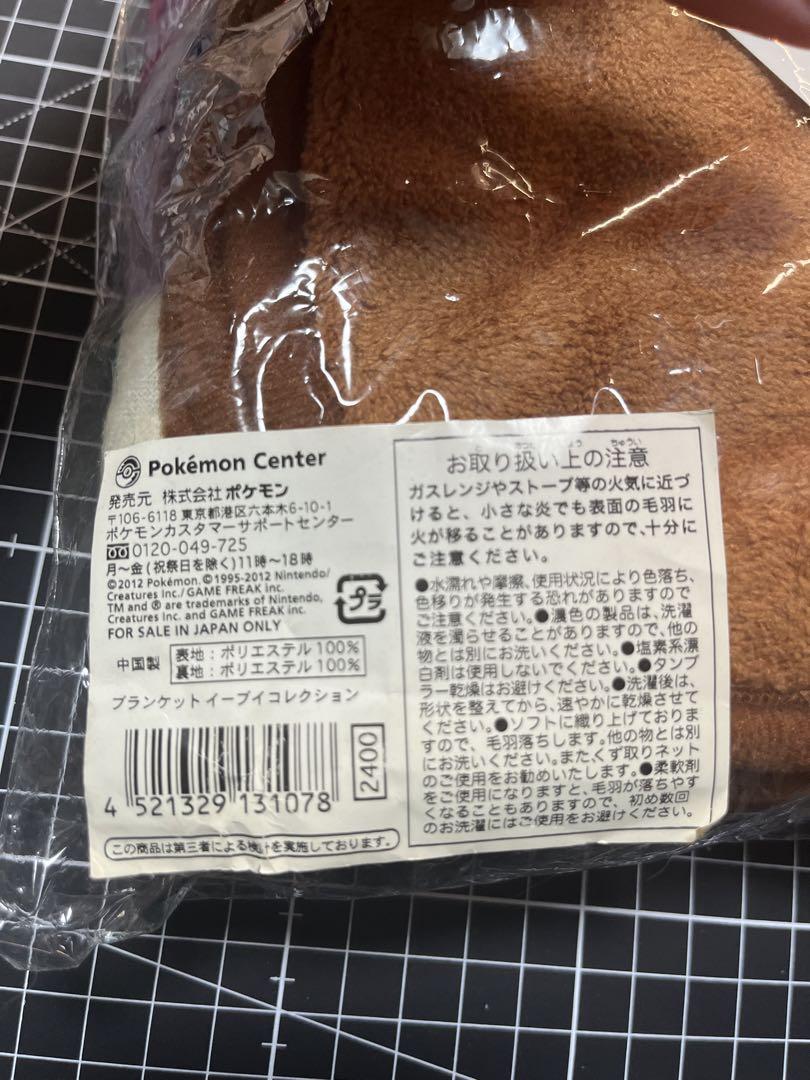 Pokémon Center
発売元 株式会社ポケモン
〒106-6118 東京都港区六本木6-10-1
ポケモンカスタマーサポートセンター
0120-049-725
月～金(祝祭日を除く)11時～18時
©2012 Pokémon. ©1995-2012 Nintendo/
Creatures Inc./GAME FREAK inc.
TM and ® are trademarks of Nintendo,
Creatures Inc. and GAME FREAK inc.
FOR SALE IN JAPAN ONLY
プラ
中国製
表地：ポリエステル100%
裏地：ポリエステル100%
ブランケット イーブイコレクション
2400
4 521329 131078
この商品は第三者による検を実施しております。
お取り扱い上の注意
ちゅうい
ガスレンジやストーブ等の火気に近づ
けると、小さな炎でも表面の毛羽に
火が移ることがありますので、十分に
ご注意ください。
●水濡れや摩擦、使用状況により色落ち、
色移りが発生する恐れがありますので
ご注意ください。●濃色の製品は、洗濯
液を濁らせることがありますので、他の
物とは別にお洗いください。●塩素系漂
白剤は使用しないでください。●タンブ
ラー乾燥はお避けください。●洗濯後は、
形状を整えてから、速やかに乾燥させて
ください。●ソフトに織り上げておりま
すので、毛羽落ちします。他の物とは別
にお洗いください。またくず取りネット
のご使用をお勧めいたします。●柔軟剤
をご使用になりますと、毛羽が落ちやす
くなることもありますので、初め数回
のお洗濯にはご使用をお避けください。